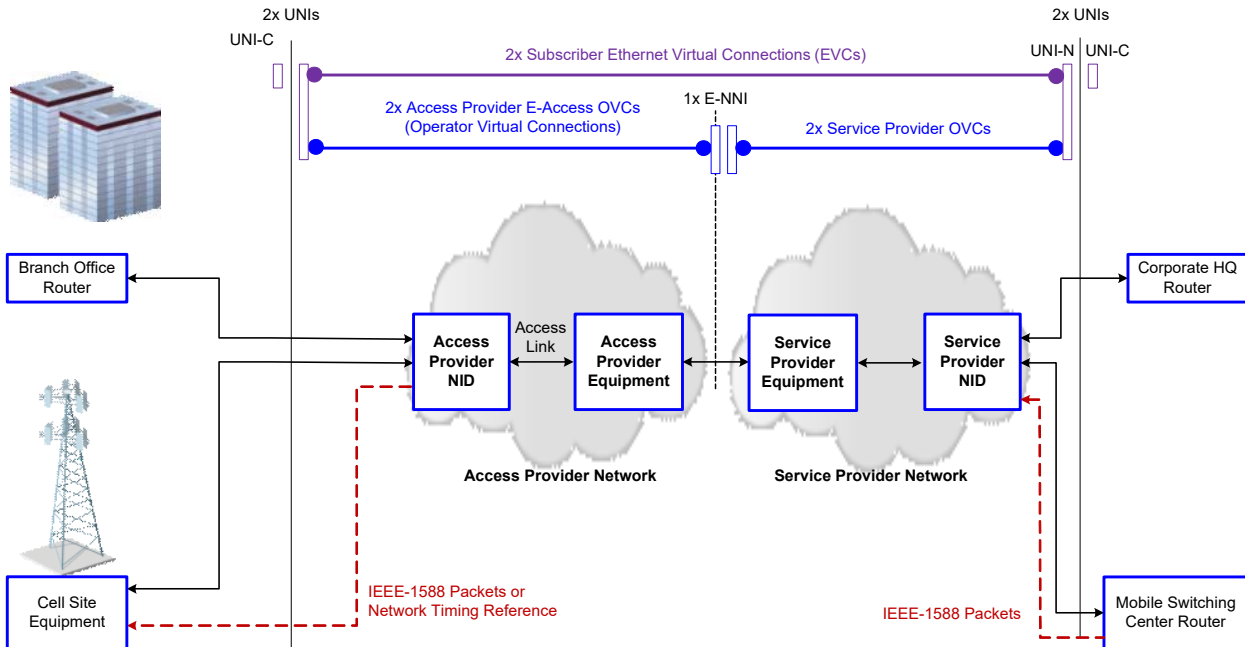 2x UNIs
2x UNIs
UNI-C
UNI-N
UNI-C
2x Subscriber Ethernet Virtual Connections (EVCs)
2x Access Provider E-Access OVCs
(Operator Virtual Connections)
1x E-NNI
2x Service Provider OVCs
Branch Office
Router
Corporate HQ
Router
Access
Provider
NID
Access
Link
Access
Provider
Equipment
Service
Provider
Equipment
Service
Provider
NID
Access Provider Network
Service Provider Network
Cell Site
Equipment
IEEE-1588 Packets or
Network Timing Reference
IEEE-1588 Packets
Mobile Switching
Center Router